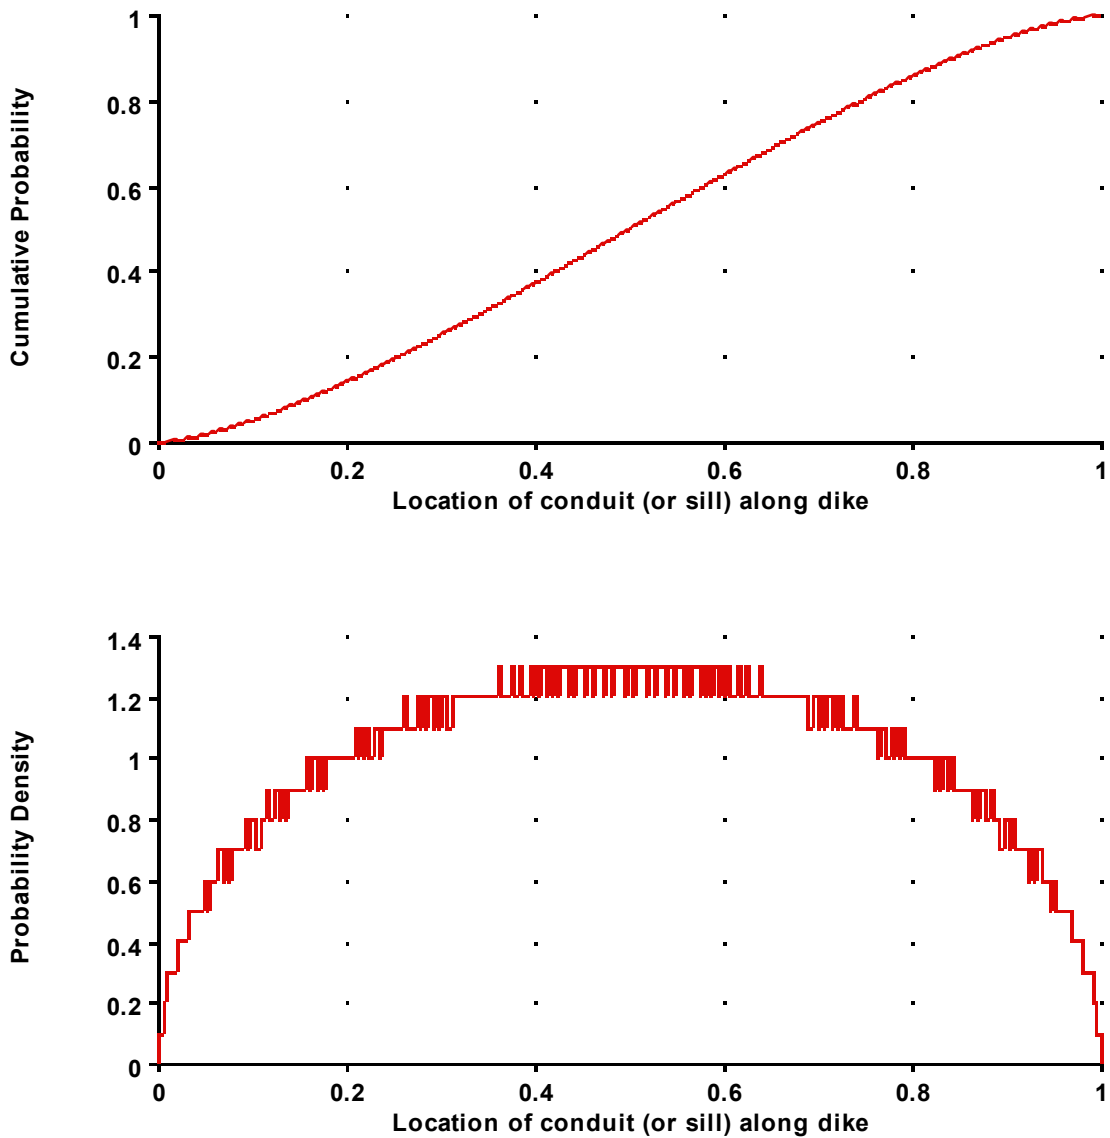 Cumulative Probability
1
0.8
0.6
0.4
0.2
0
0 0.2 0.4 0.6 0.8 1
Location of conduit (or sill) along dike
Probability Density
1.4
1.2
1
0.8
0.6
0.4
0.2
0
0 0.2 0.4 0.6 0.8 1
Location of conduit (or sill) along dike